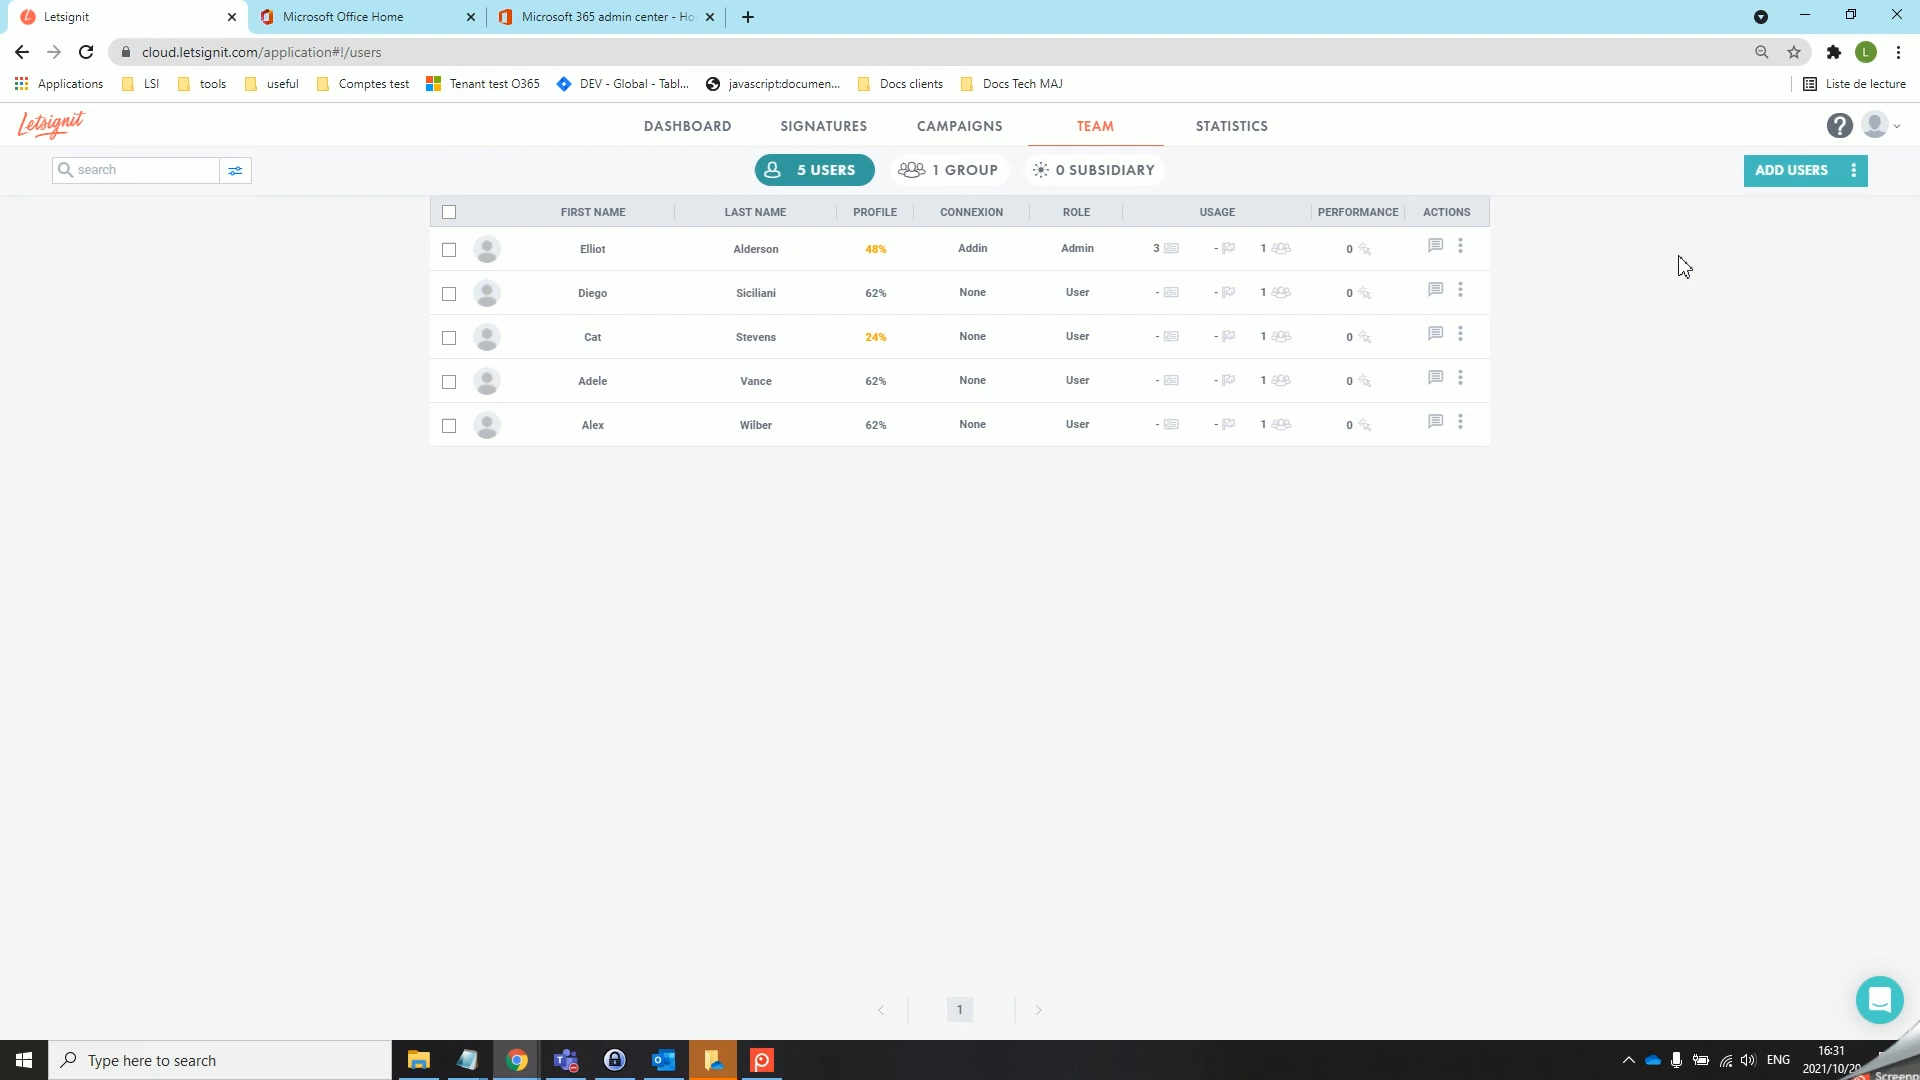 Letsignit
Microsoft Office Home
Microsoft 365 admin center - Ho
cloud.letsignit.com/application#!/users
L
Applications
LSI
tools
useful
Comptes test
Tenant test O365
DEV - Global - Tabl...
javascript:documen...
Docs clients
Docs Tech MAJ
Liste de lecture
Letsignit
DASHBOARD
SIGNATURES
CAMPAIGNS
TEAM
STATISTICS
?
search
5 USERS
1 GROUP
0 SUBSIDIARY
ADD USERS
FIRST NAME LAST NAME PROFILE CONNEXION ROLE USAGE PERFORMANCE ACTIONS
Elliot Alderson 48% Addin Admin 3 - 1 0
Diego Siciliani 62% None User - - 1 0
Cat Stevens 24% None User - - 1 0
Adele Vance 62% None User - - 1 0
Alex Wilber 62% None User - - 1 0
1
Type here to search
ENG
16:31
2021/10/20